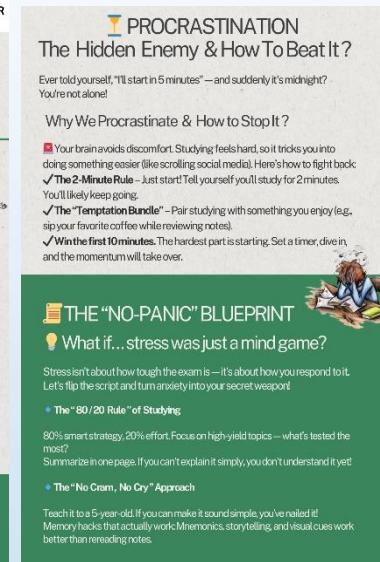 R
⏳ PROCRASTINATION
The Hidden Enemy & How To Beat It?
Ever told yourself, "I'll start in 5 minutes" — and suddenly it's midnight?
You're not alone!
Why We Procrastinate & How to Stop It?
🚨 Your brain avoids discomfort. Studying feels hard, so it tricks you into
doing something easier (like scrolling social media). Here's how to fight back:
✓ The 2-Minute Rule – Just start! Tell yourself you'll study for 2 minutes.
You'll likely keep going.
✓ The "Temptation Bundle" – Pair studying with something you enjoy (e.g.,
sip your favorite coffee while reviewing notes).
✓ Win the first 10 minutes. The hardest part is starting. Set a timer, dive in,
and the momentum will take over.
📜 THE "NO-PANIC" BLUEPRINT
💡 What if... stress was just a mind game?
Stress isn't about how tough the exam is — it's about how you respond to it.
Let's flip the script and turn anxiety into your secret weapon!
🔹 The "80/20 Rule" of Studying
80% smart strategy, 20% effort. Focus on high-yield topics — what's tested the
most?
Summarize in one page. If you can't explain it simply, you don't understand it yet!
🔹 The "No Cram, No Cry" Approach
Teach it to a 5-year-old. If you can make it sound simple, you've nailed it!
Memory hacks that actually work: Mnemonics, storytelling, and visual cues work
better than rereading notes.